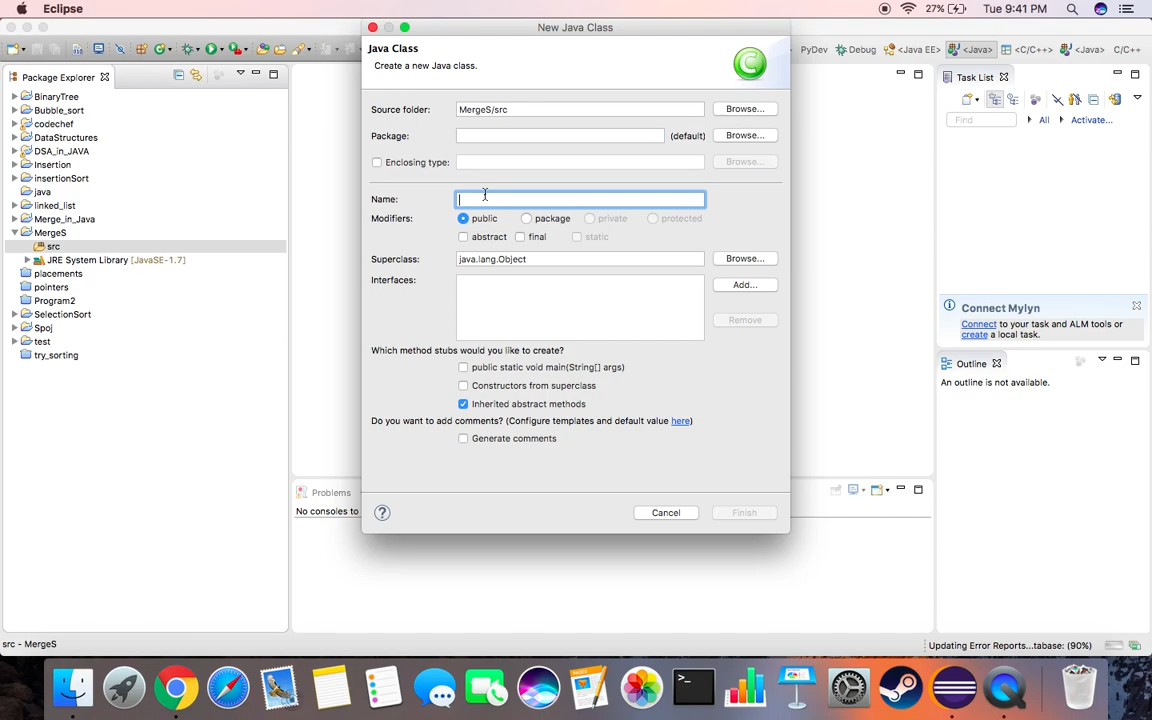 Eclipse
27%
Tue 9:41 PM
New Java Class
PyDev
Debug
<Java EE>
<Java>
<C/C++>
<Java>
C/C++
Package Explorer
BinaryTree
Bubble_sort
codechef
DataStructures
DSA_in_JAVA
Insertion
insertionSort
java
linked_list
Merge_in_Java
MergeS
src
JRE System Library [JavaSE-1.7]
placements
pointers
Program2
SelectionSort
Spoj
test
try_sorting
Java Class
Create a new Java class.
Source folder:
MergeS/src
Browse...
Package:
(default)
Browse...
Enclosing type:
Browse...
Name:
Modifiers:
public
package
private
protected
abstract
final
static
Superclass:
java.lang.Object
Browse...
Interfaces:
Add...
Remove
Which method stubs would you like to create?
public static void main(String[] args)
Constructors from superclass
Inherited abstract methods
Do you want to add comments? (Configure templates and default value here)
Generate comments
?
Cancel
Finish
Task List
Find
All
Activate...
Connect Mylyn
Connect to your task and ALM tools or
create a local task.
Outline
An outline is not available.
Problems
No consoles to
src - MergeS
Updating Error Reports...tabase: (90%)